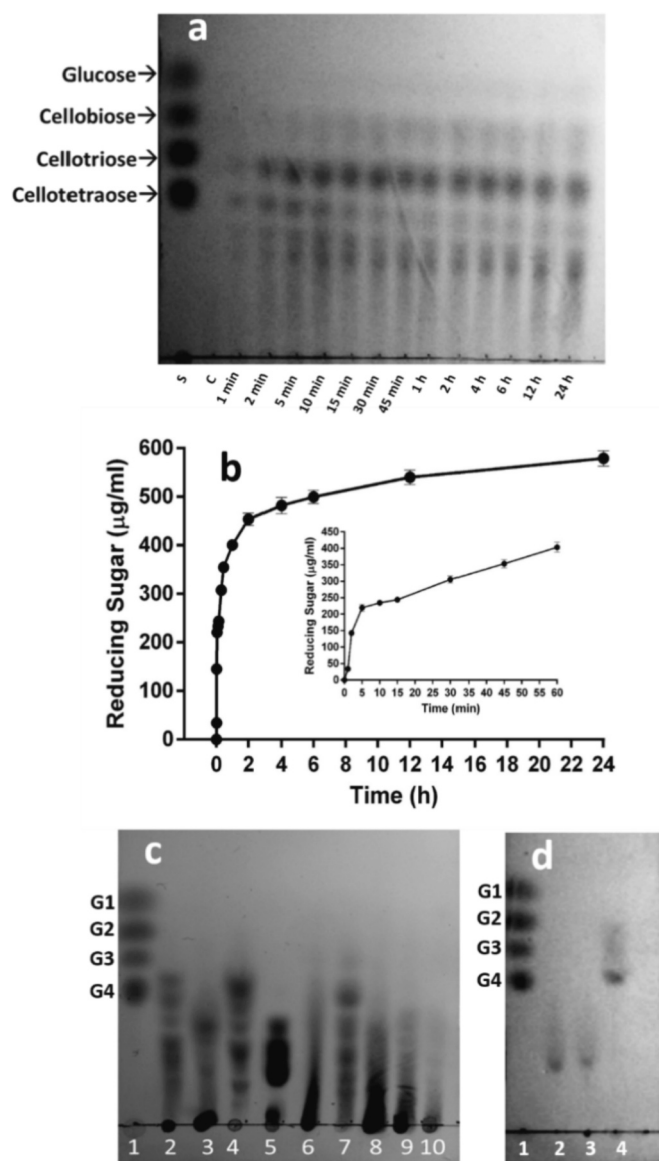 a
Glucose→
Cellobiose→
Cellotriose→
Cellotetraose→
S C 1 min 2 min 5 min 10 min 15 min 30 min 45 min 1 h 2 h 4 h 6 h 12 h 24 h
b
Reducing Sugar (µg/ml)
600
500
400
300
200
100
0
0 2 4 6 8 10 12 14 16 18 20 22 24
Time (h)
Reducing Sugar (µg/ml)
450
400
350
300
250
200
150
100
50
0
0 5 10 15 20 25 30 35 40 45 50 55 60
Time (min)
c
G1
G2
G3
G4
1 2 3 4 5 6 7 8 9 10
d
G1
G2
G3
G4
1 2 3 4